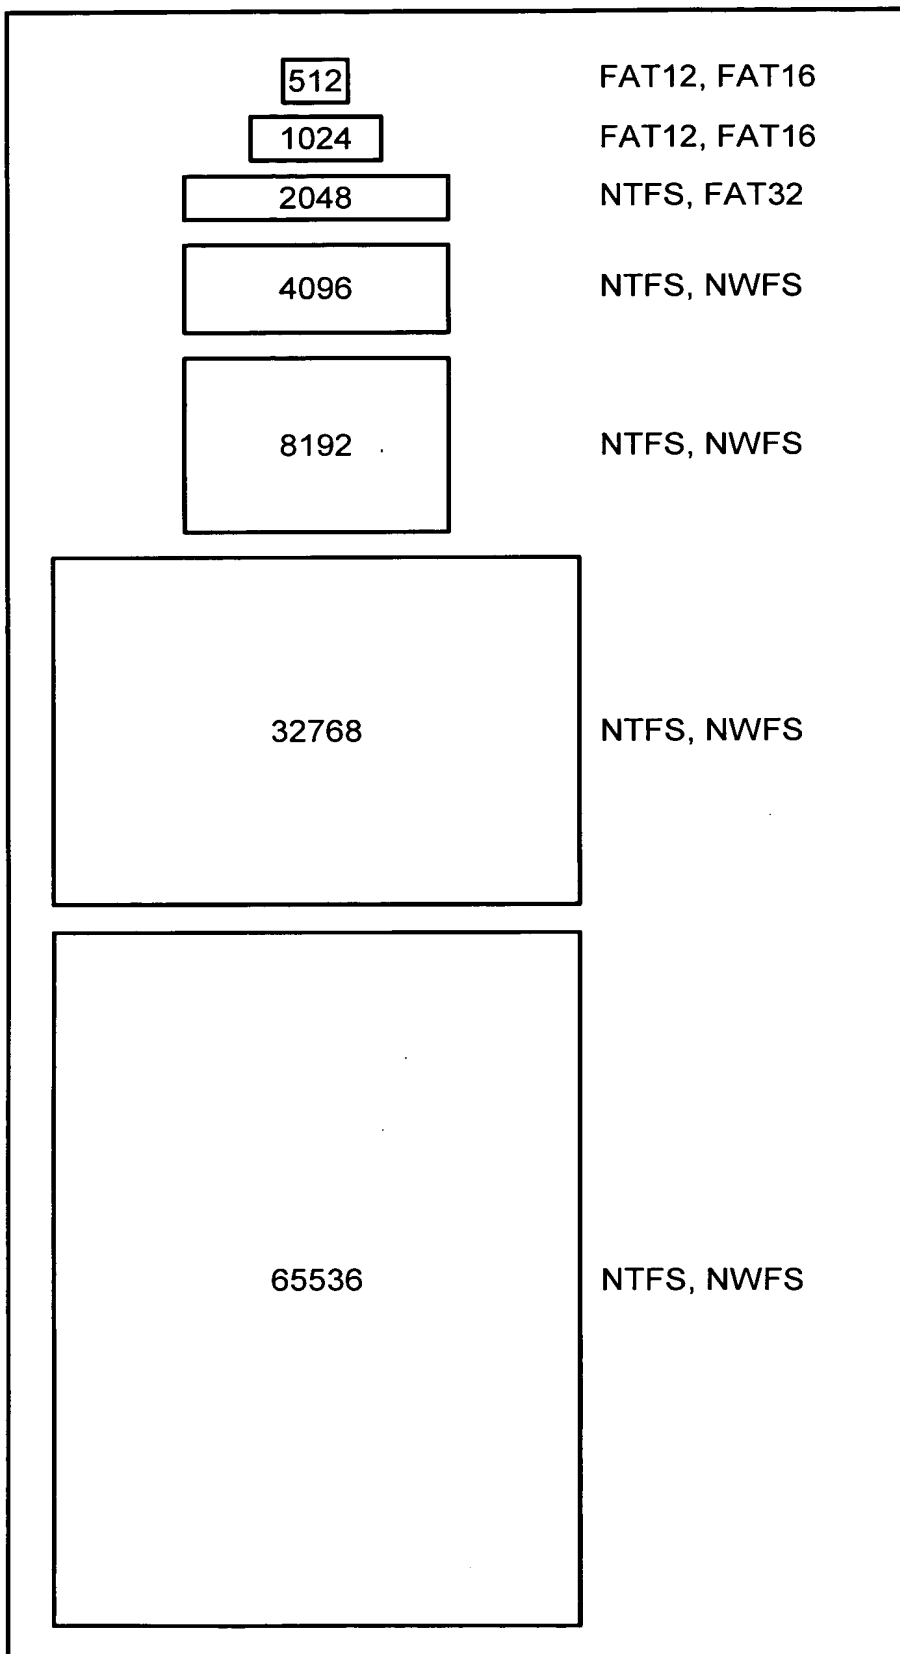 512 FAT12, FAT16
1024 FAT12, FAT16
2048 NTFS, FAT32
4096 NTFS, NWFS
8192 NTFS, NWFS
32768 NTFS, NWFS
65536 NTFS, NWFS